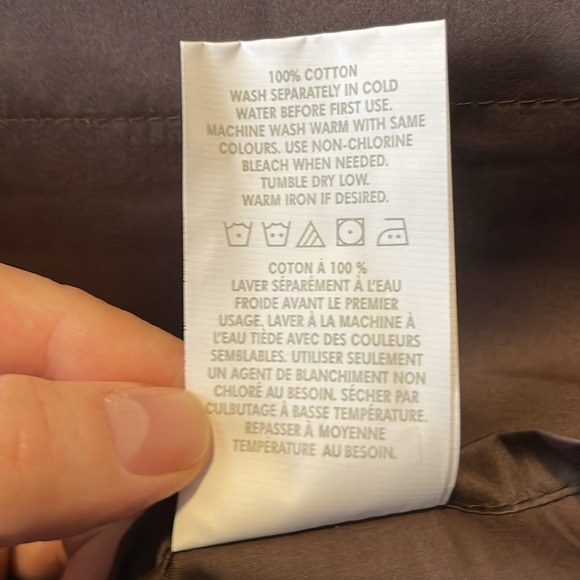 100% COTTON
WASH SEPARATELY IN COLD
WATER BEFORE FIRST USE.
MACHINE WASH WARM WITH SAME
COLOURS. USE NON-CHLORINE
BLEACH WHEN NEEDED.
TUMBLE DRY LOW.
WARM IRON IF DESIRED.
COTON À 100 %
LAVER SÉPARÉMENT À L'EAU
FROIDE AVANT LE PREMIER
USAGE. LAVER À LA MACHINE À
L'EAU TIÈDE AVEC DES COULEURS
SEMBLABLES. UTILISER SEULEMENT
UN AGENT DE BLANCHIMENT NON
CHLORÉ AU BESOIN. SÉCHER PAR
CULBUTAGE À BASSE TEMPÉRATURE.
REPASSER À MOYENNE
TEMPÉRATURE AU BESOIN.